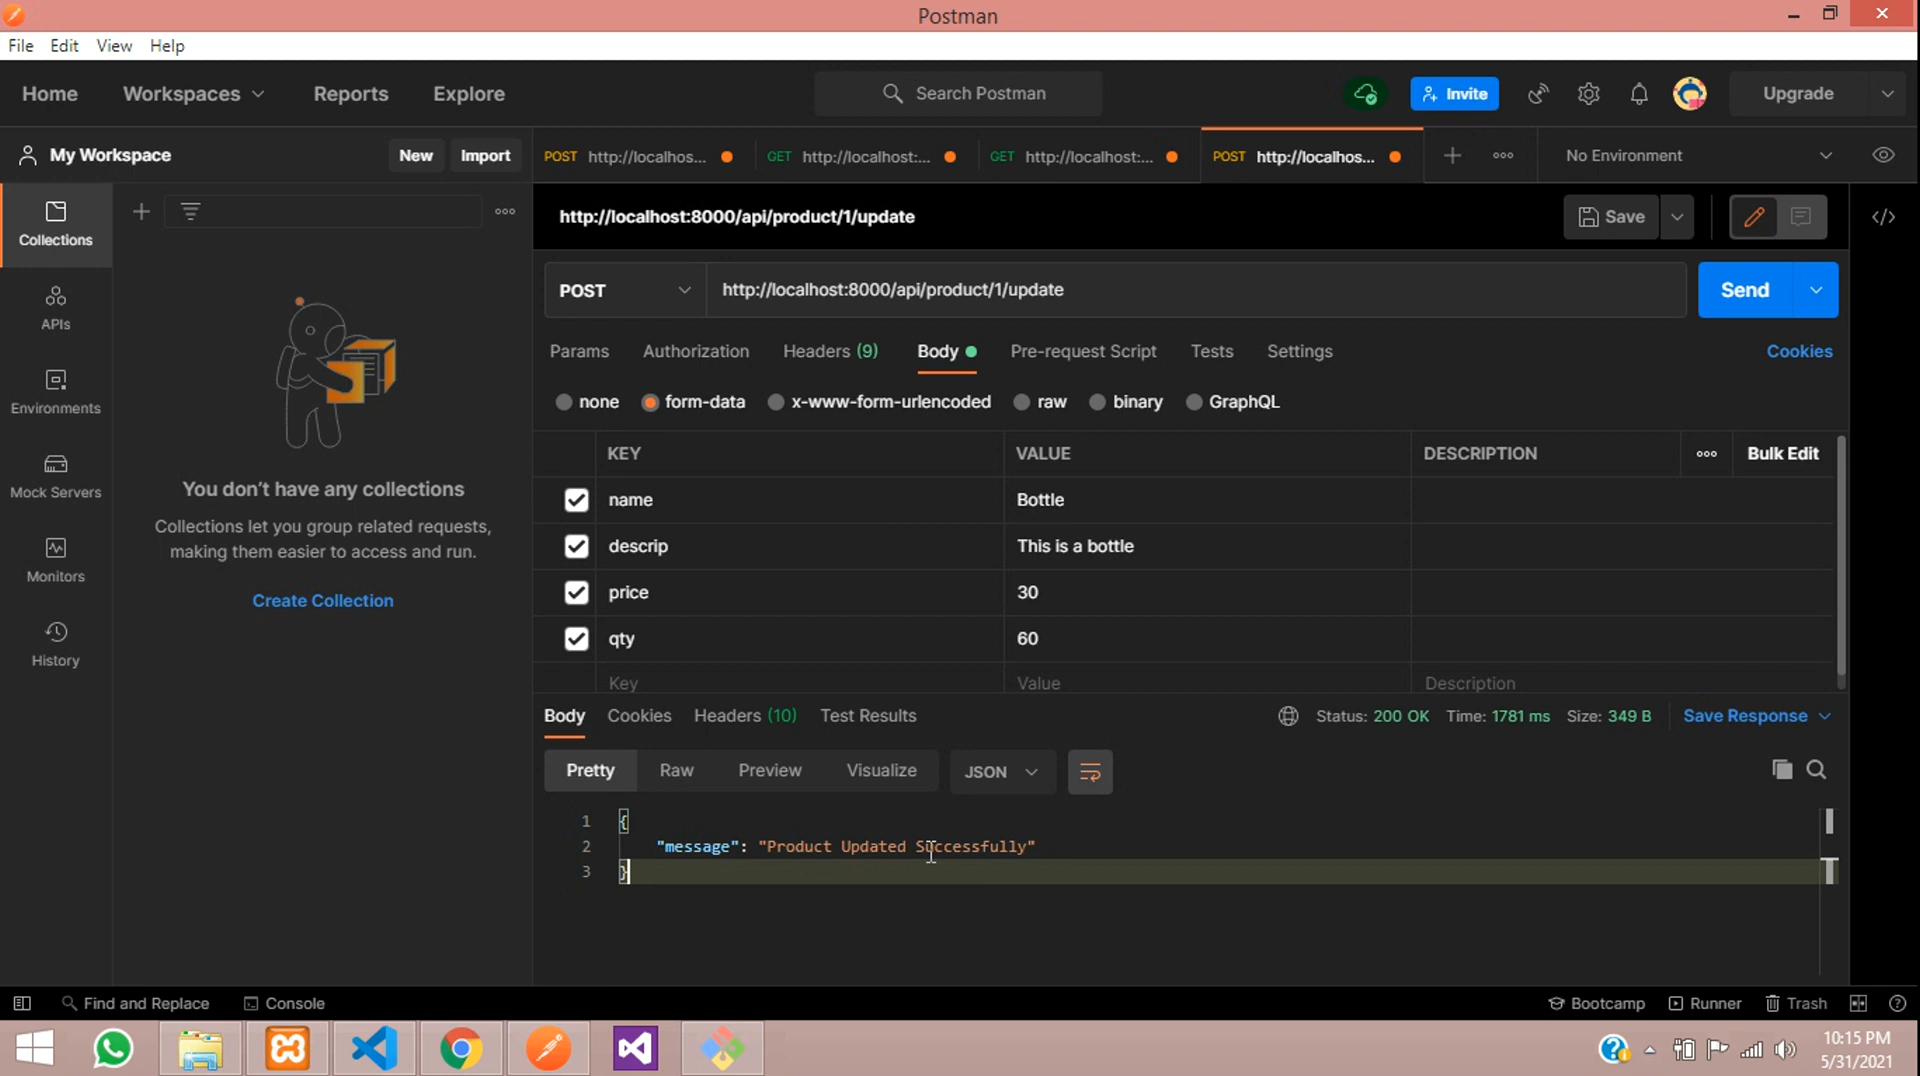 Postman
File Edit View Help
Home Workspaces Reports Explore Search Postman Invite Upgrade
My Workspace New Import
POST http://localhos... GET http://localhost:... GET http://localhost:... POST http://localhos... No Environment
Collections
APIs
Environments
Mock Servers
Monitors
History
You don't have any collections
Collections let you group related requests,
making them easier to access and run.
Create Collection
http://localhost:8000/api/product/1/update Save
POST http://localhost:8000/api/product/1/update Send
Params Authorization Headers (9) Body Pre-request Script Tests Settings Cookies
none form-data x-www-form-urlencoded raw binary GraphQL
KEY VALUE DESCRIPTION Bulk Edit
name Bottle
descrip This is a bottle
price 30
qty 60
Key Value Description
Body Cookies Headers (10) Test Results Status: 200 OK Time: 1781 ms Size: 349 B Save Response
Pretty Raw Preview Visualize JSON
1 {
2 "message": "Product Updated Successfully"
3 }
Find and Replace Console Bootcamp Runner Trash
10:15 PM
5/31/2021